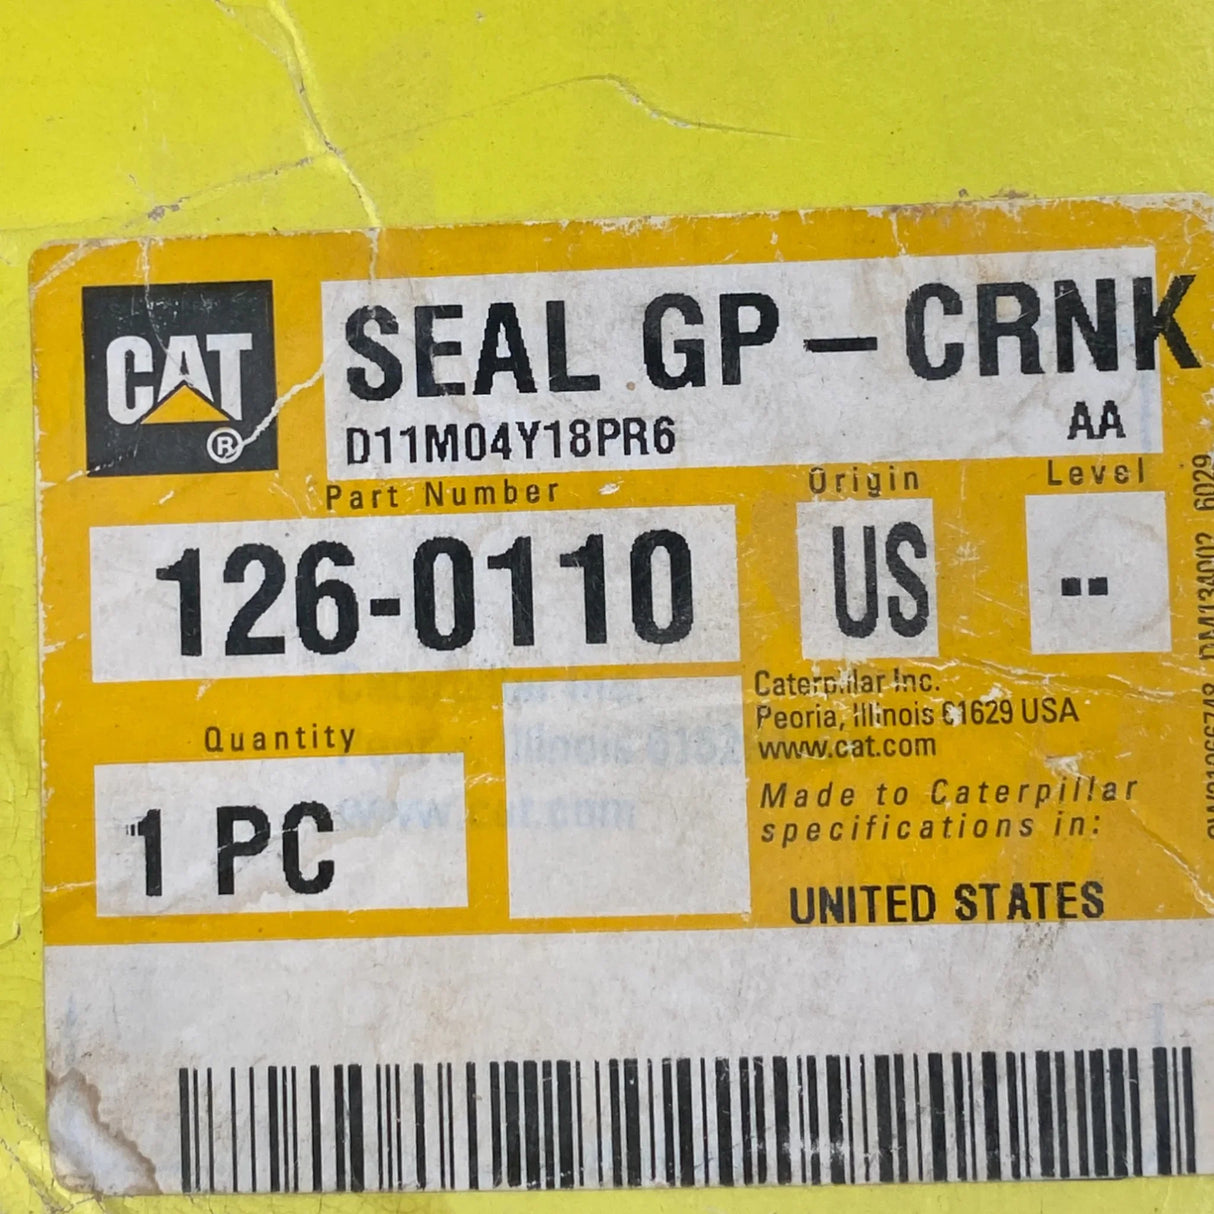 CAT
®
SEAL GP-CRNK
D11M04Y18PR6
AA
Part Number
Origin
Level
126-0110
US
--
Quantity
1 PC
Caterpillar Inc.
Peoria, Illinois 61629 USA
www.cat.com
Made to Caterpillar
specifications in:
UNITED STATES
6029